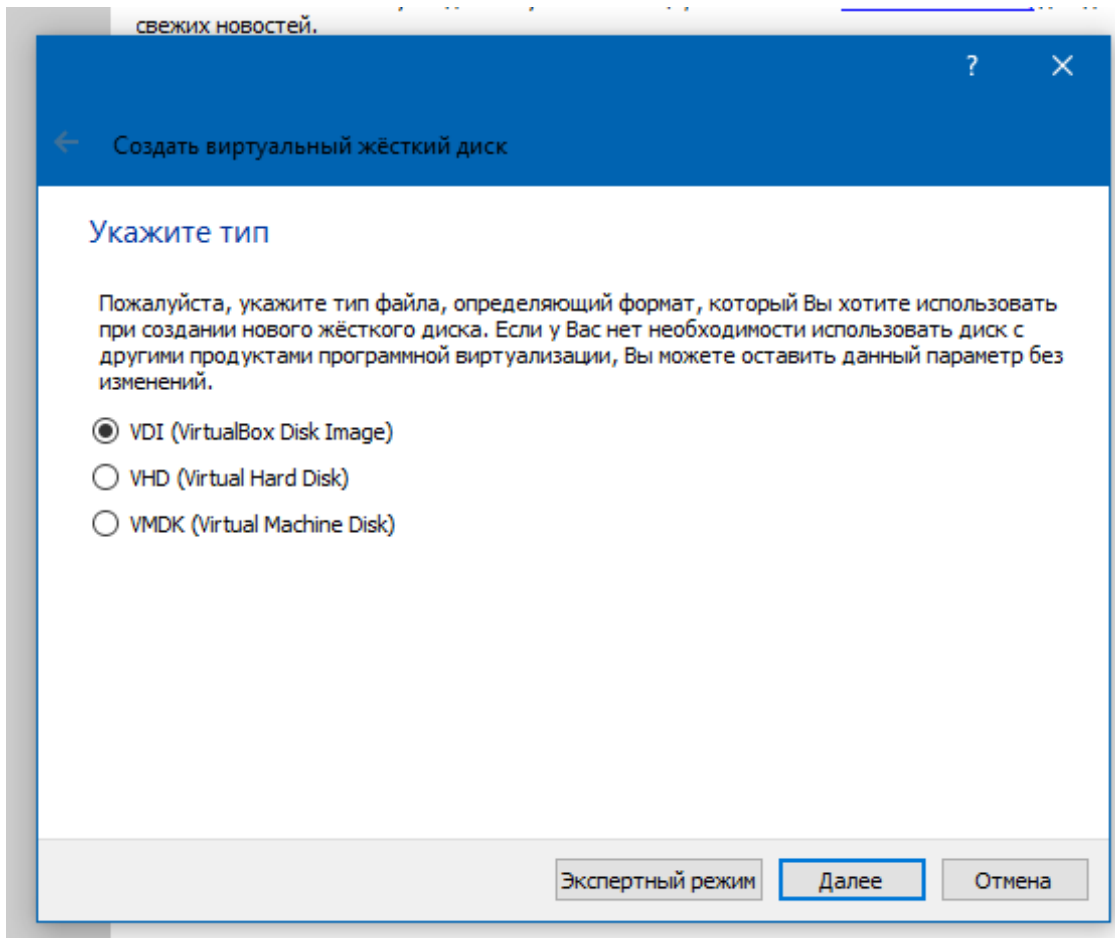 свежих новостей.
?
Создать виртуальный жёсткий диск
Укажите тип
Пожалуйста, укажите тип файла, определяющий формат, который Вы хотите использовать
при создании нового жёсткого диска. Если у Вас нет необходимости использовать диск с
другими продуктами программной виртуализации, Вы можете оставить данный параметр без
изменений.
VDI (VirtualBox Disk Image)
VHD (Virtual Hard Disk)
VMDK (Virtual Machine Disk)
Экспертный режим Далее Отмена